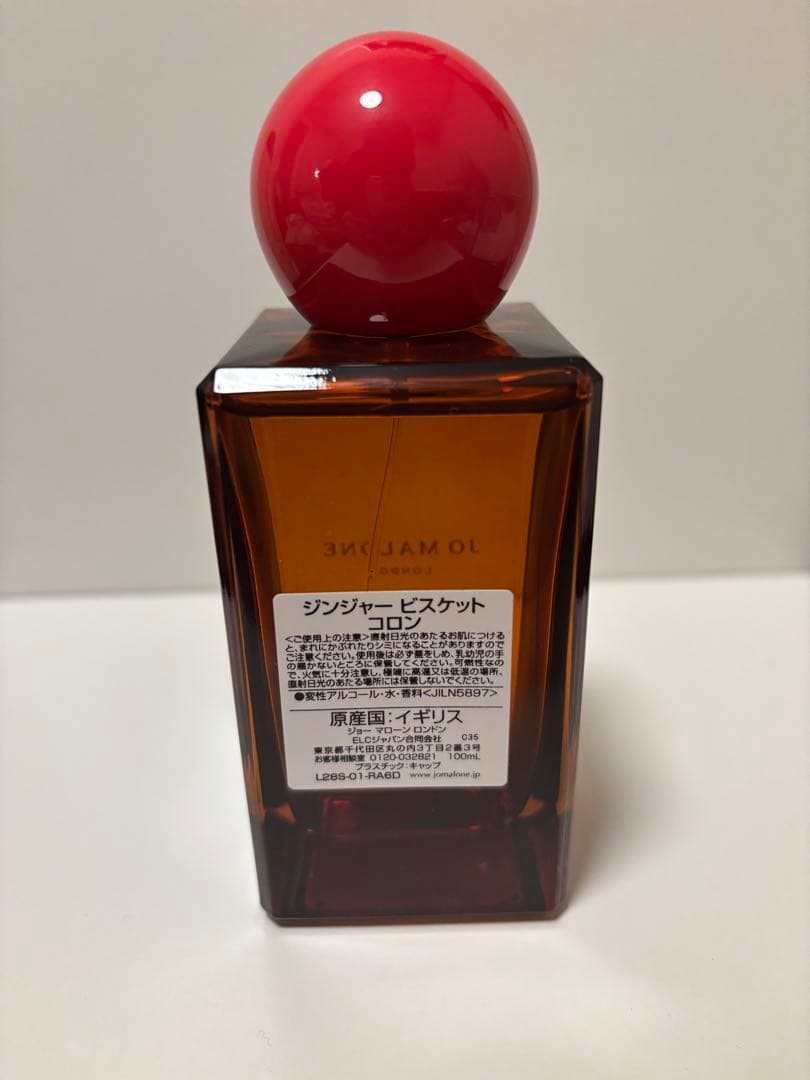 JO MALONE
LONDON
ジンジャー ビスケット
コロン
<ご使用上の注意>直射日光のあたるお肌につける
と、まれにかぶれたりシミになることがありますので
ご注意ください。使用後は必ず蓋をしめ、乳幼児の手
の届かないところに保管してください。可燃性なの
で、火気に十分注意し、極端に高温又は低温の場所、
直射日光のあたる場所には保管しないでください。
●変性アルコール・水・香料<JILN5897>
原産国:イギリス
ジョー マローン ロンドン
ELCジャパン合同会社 035
東京都千代田区丸の内3丁目2番3号
お客様相談室 0120-032621 100mL
プラスチック:キャップ
L28S-01-RA6D www.jomalone.jp